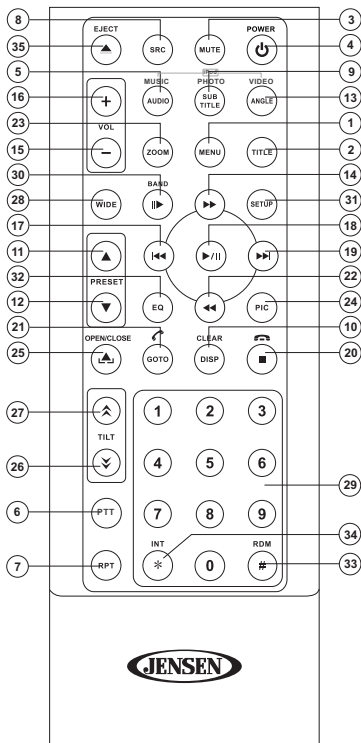 EJECT POWER
8 3
35 SRC MUTE 4
5 MUSIC PHOTO VIDEO 9
16 + AUDIO SUB TITLE ANGLE 13
23 VOL 1
15 − ZOOM MENU TITLE 2
30 BAND 14
28 WIDE SETUP 31
17 18
11 19
32 PRESET 22
12 EQ PIC 24
21 CLEAR 10
25 OPEN/CLOSE GOTO DISP 20
27 1 2 3
TILT
26 4 5 6 29
6 PTT 7 8 9
INT RDM 34
7 RPT * 0 # 33
JENSEN